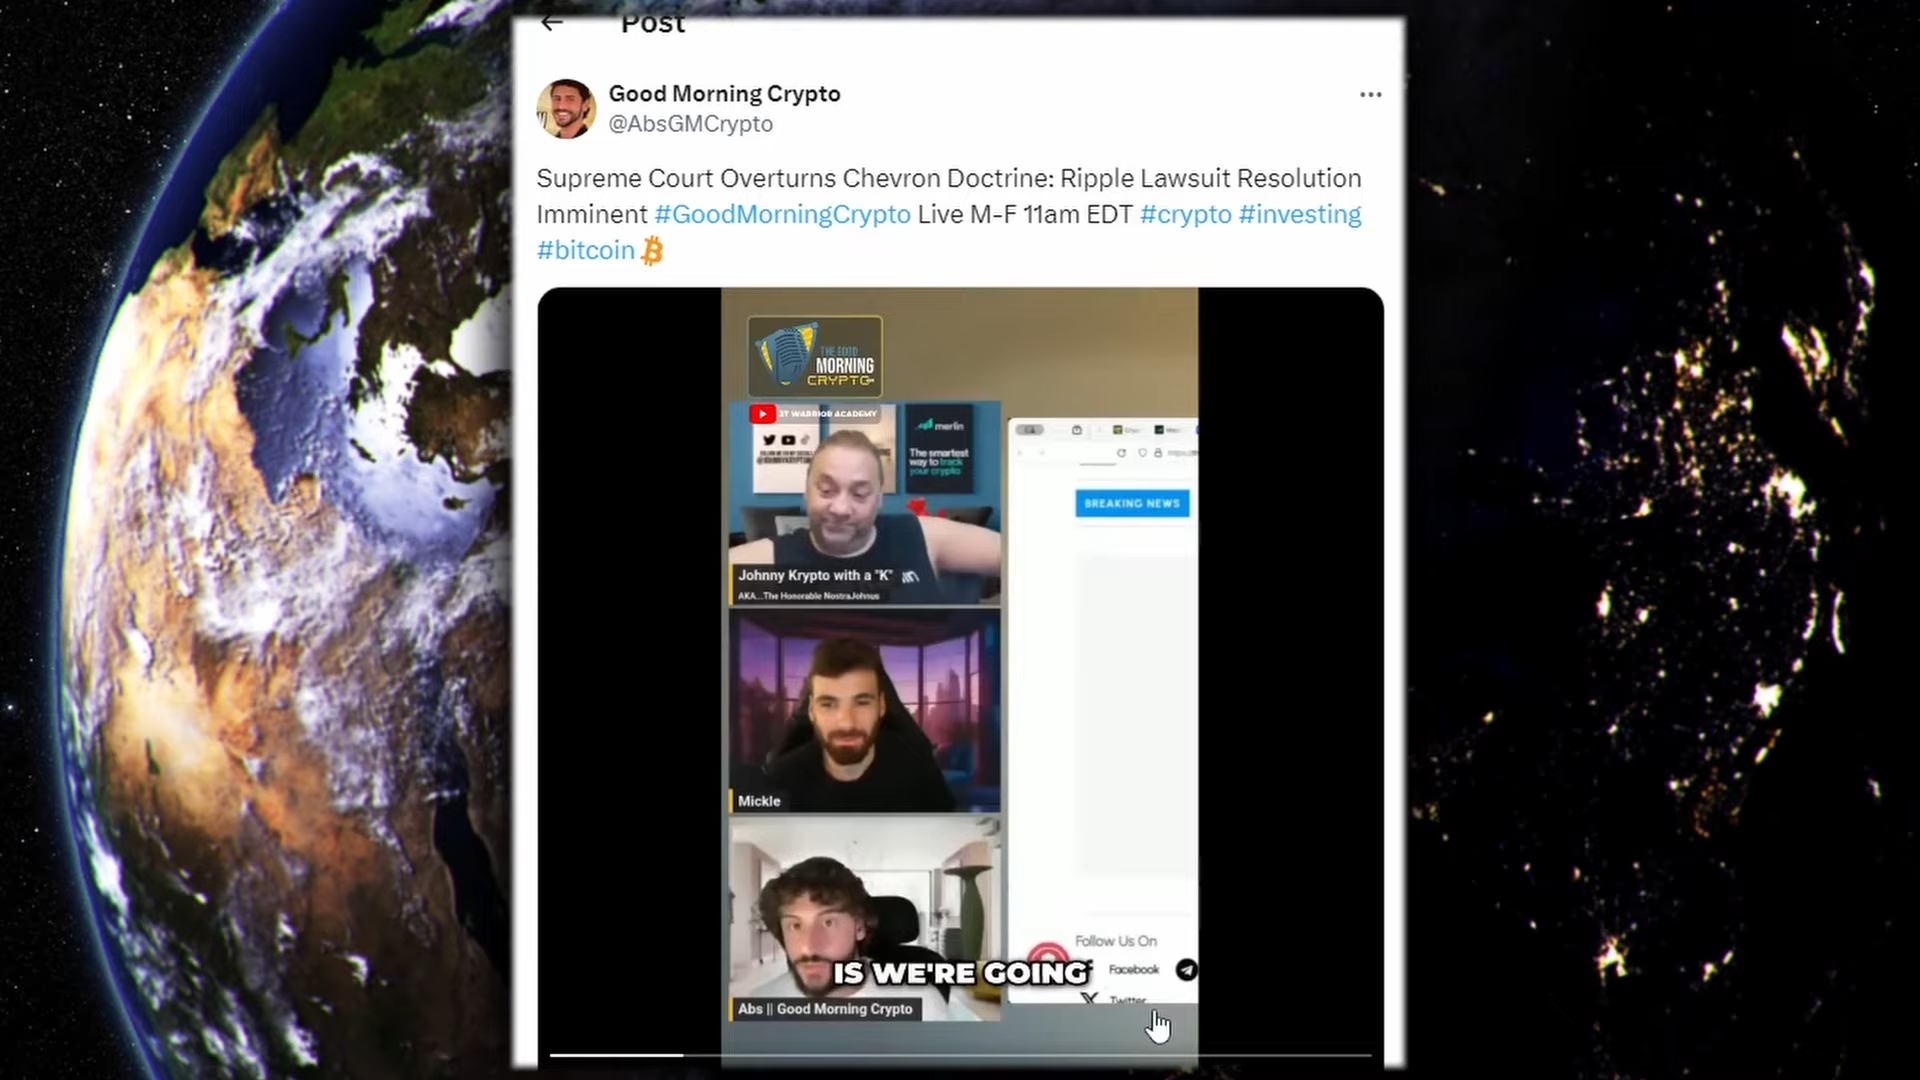 Post
Good Morning Crypto
@AbsGMCrypto
Supreme Court Overturns Chevron Doctrine: Ripple Lawsuit Resolution
Imminent #GoodMorningCrypto Live M-F 11am EDT #crypto #investing
#bitcoin
THE GOOD
MORNING
CRYPTO
3T WARRIOR ACADEMY
merlin
The smartest
way to track
your crypto
BREAKING NEWS
Johnny Krypto with a "K"
AKA...The Honorable NostraJohnus
Mickle
Follow Us On
Facebook
Twitter
IS WE'RE GOING
Abs || Good Morning Crypto